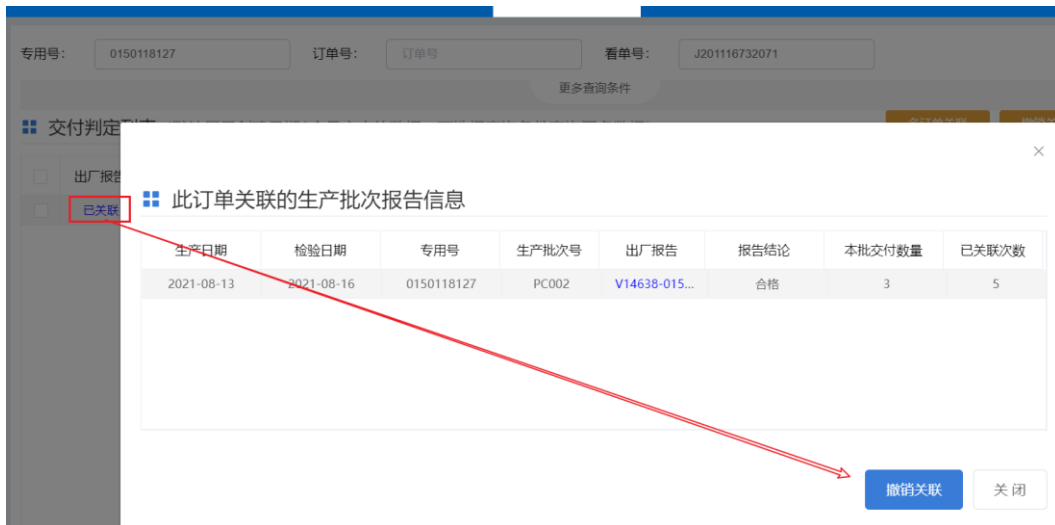 专用号： 0150118127 订单号： 订单号 看单号： J201116732071
更多查询条件
交付判定
出厂报告
已关联
此订单关联的生产批次报告信息
生产日期 检验日期 专用号 生产批次号 出厂报告 报告结论 本批交付数量 已关联次数
2021-08-13 2021-08-16 0150118127 PC002 V14638-015... 合格 3 5
撤销关联 关闭